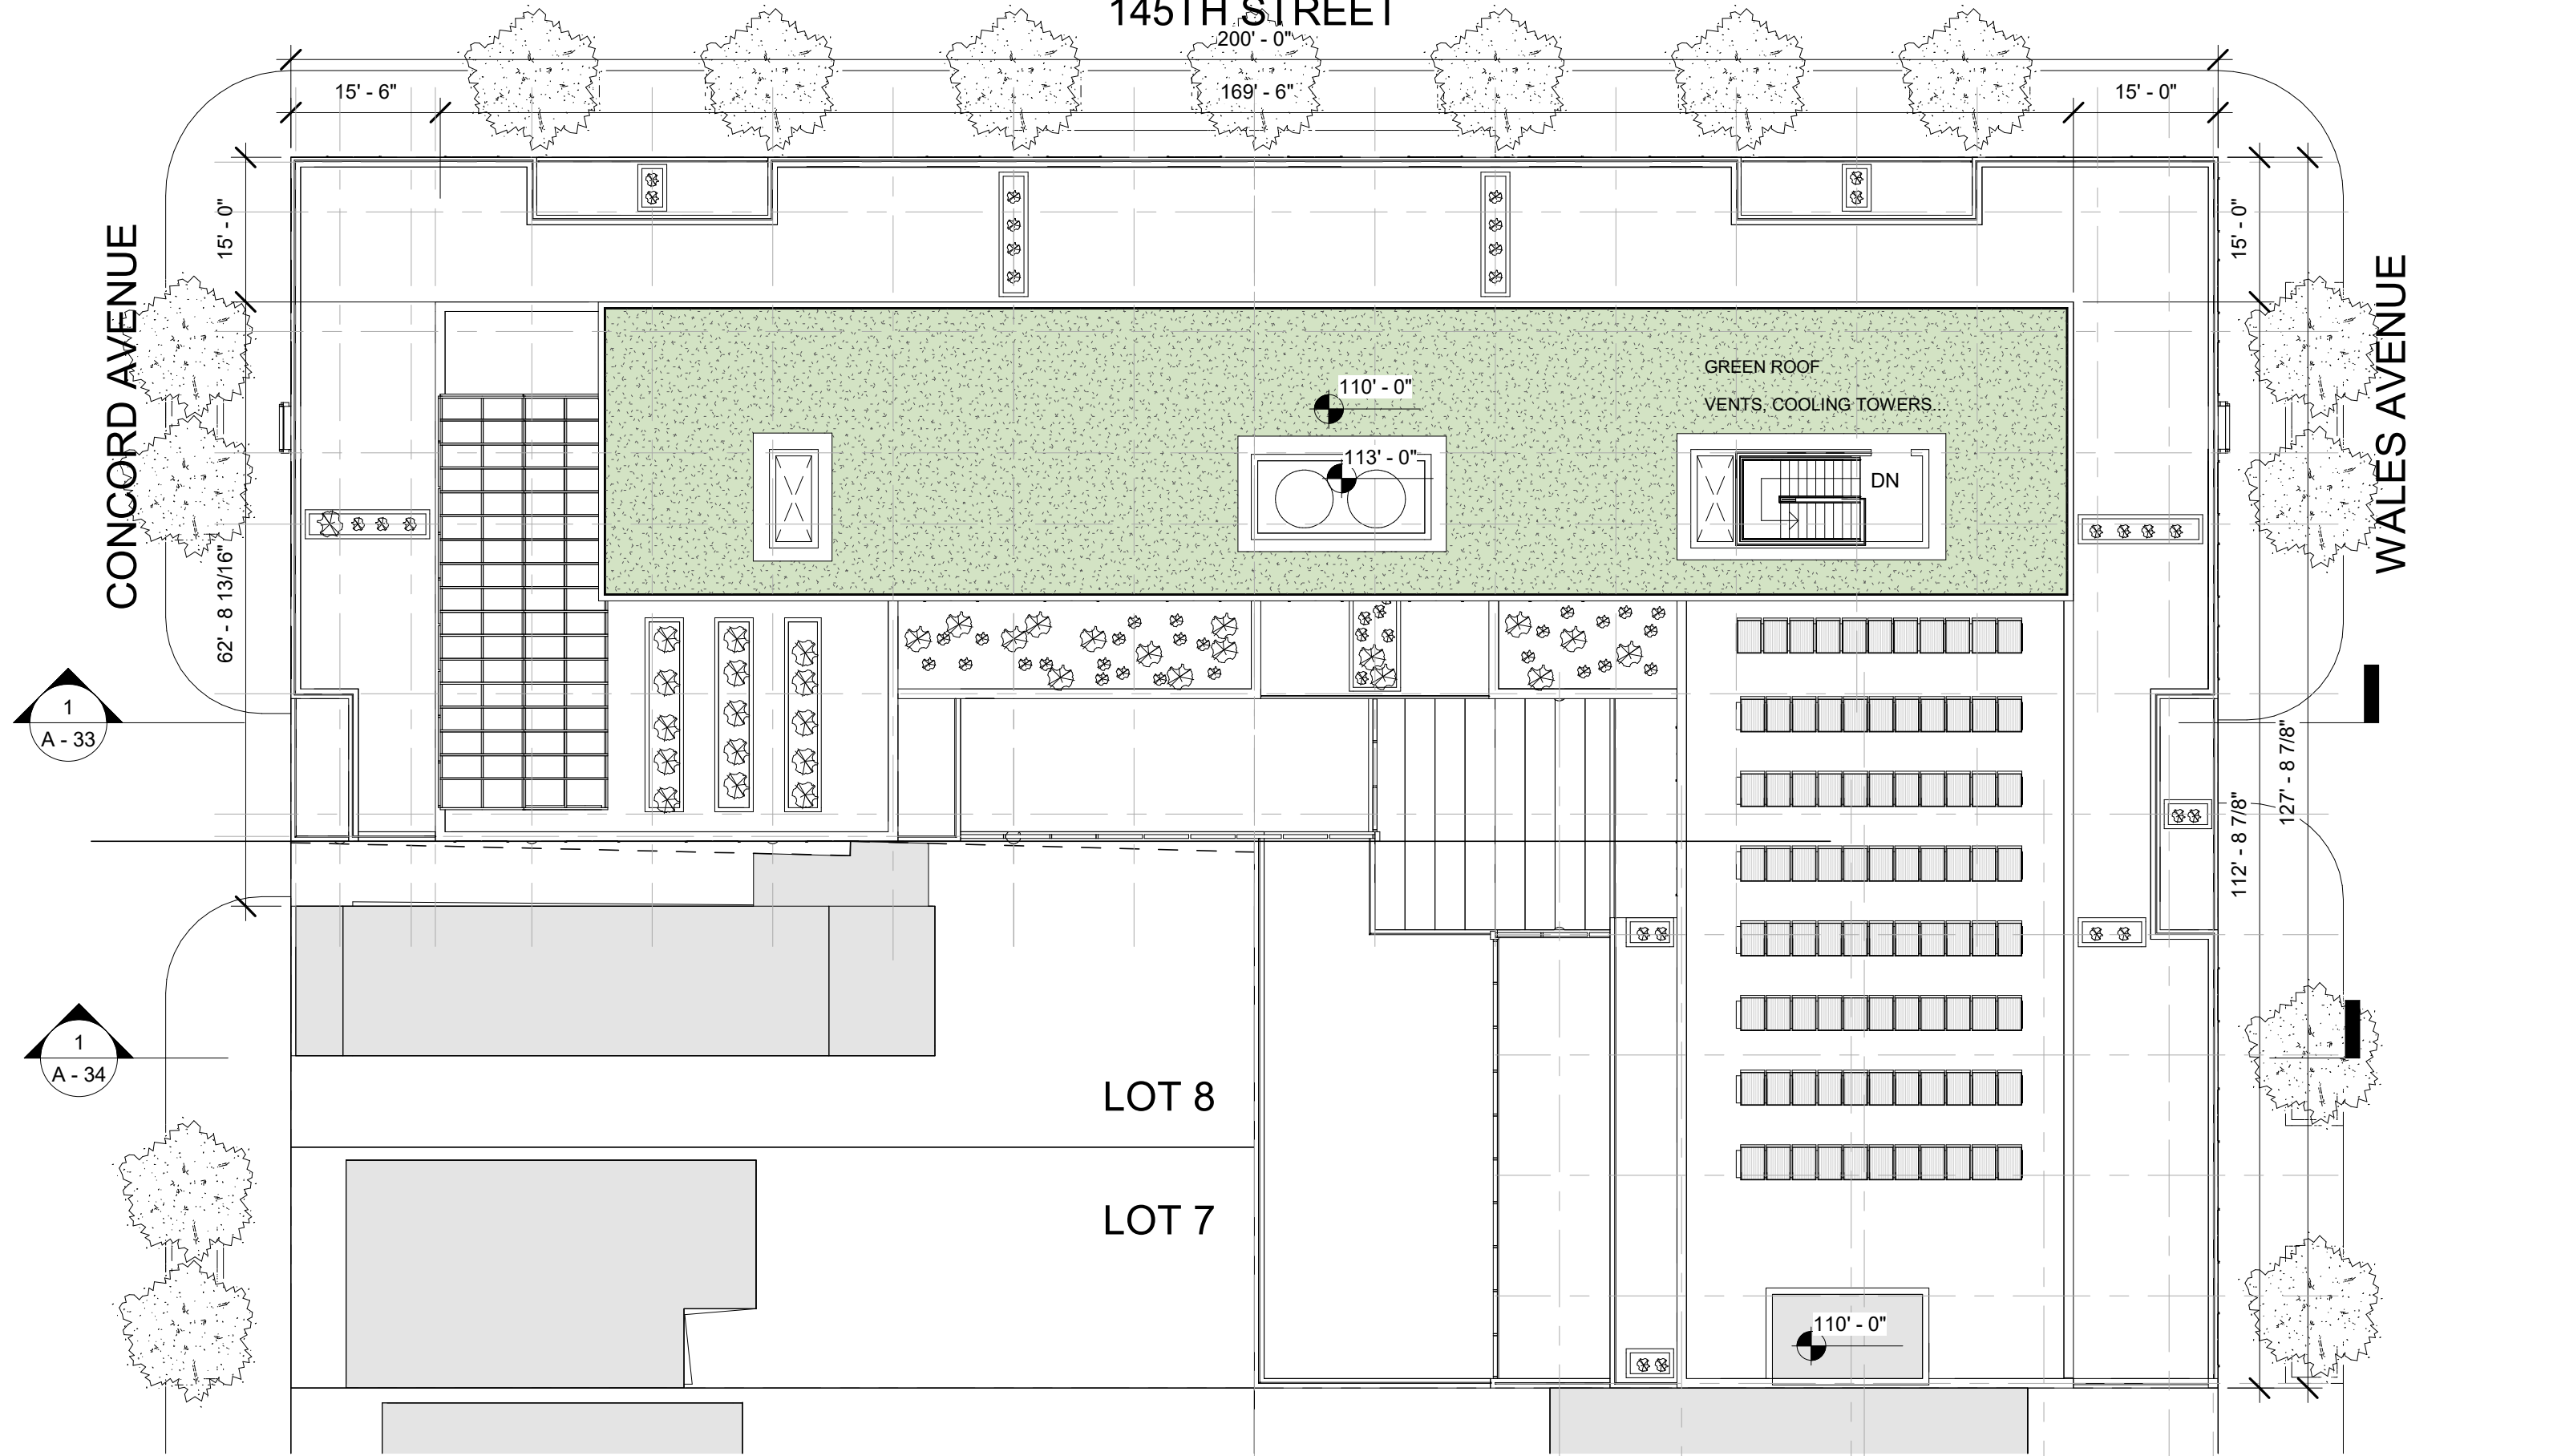 145TH STREET
200' - 0"
15' - 6"
169' - 6"
15' - 0"
15' - 0"
15' - 0"
CONCORD AVENUE
WALES AVENUE
GREEN ROOF
110' - 0"
VENTS, COOLING TOWERS...
113' - 0"
DN
62' - 8 13/16"
1
A - 33
127' - 8 7/8"
112' - 8 7/8"
1
A - 34
LOT 8
LOT 7
110' - 0"